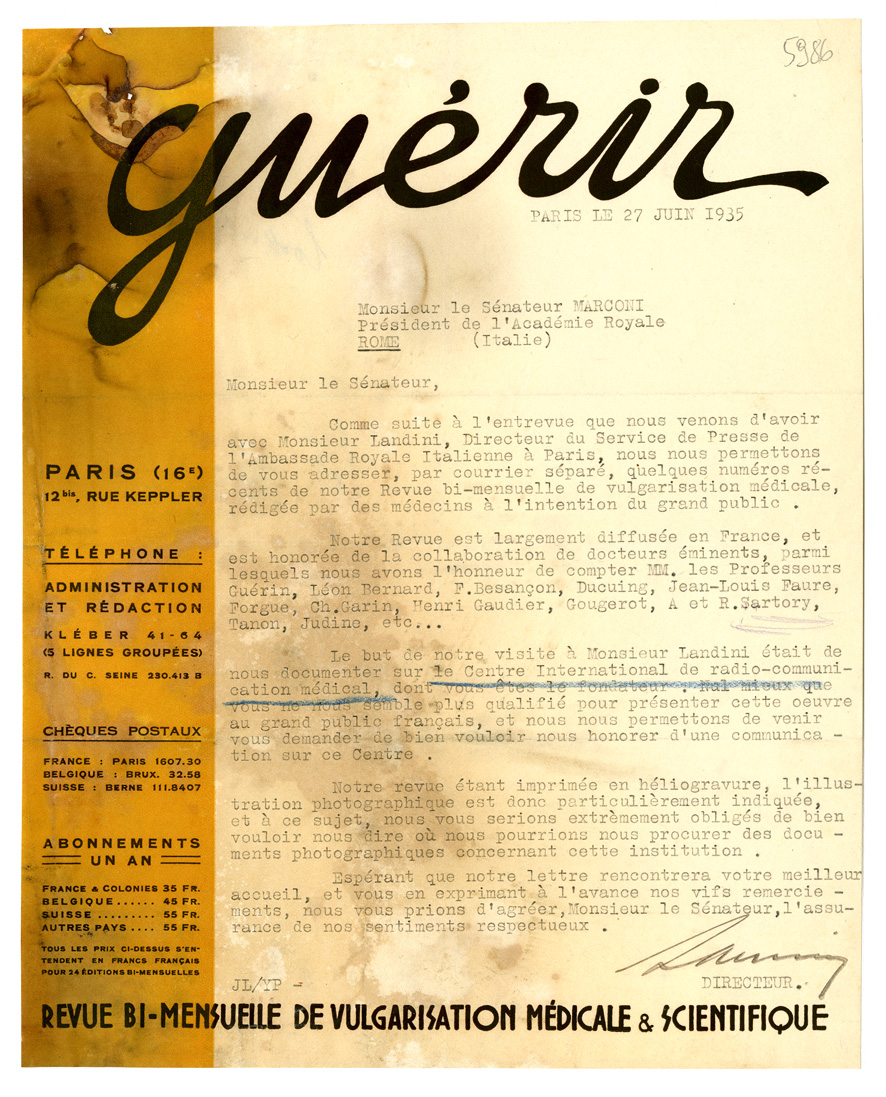 5986
guérir
PARIS LE 27 JUIN 1935
Monsieur le Sénateur MARCONI
Président de l'Académie Royale
ROME (Italie)
Monsieur le Sénateur,
Comme suite à l'entrevue que nous venons d'avoir
avec Monsieur Landini, Directeur du Service de Presse de
l'Ambassade Royale Italienne à Paris, nous nous permettons
de vous adresser, par courrier séparé, quelques numéros ré-
cents de notre Revue bi-mensuelle de vulgarisation médicale,
rédigée par des médecins à l'intention du grand public .
Notre Revue est largement diffusée en France, et
est honorée de la collaboration de docteurs éminents, parmi
lesquels nous avons l'honneur de compter MM. les Professeurs
Guérin, Léon Bernard, F.Besançon, Ducuing, Jean-Louis Faure,
Forgue, Ch.Garin, Henri Gaudier, Gougerot, A et R.Sartory,
Tanon, Judine, etc...
Le but de notre visite à Monsieur Landini était de
nous documenter sur le Centre International de radio-communi-
cation médical, dont vous êtes le fondateur . Nul mieux que
vous ne nous semble plus qualifié pour présenter cette oeuvre
au grand public français, et nous nous permettons de venir
vous demander de bien vouloir nous honorer d'une communica -
tion sur ce Centre .
Notre revue étant imprimée en héliogravure, l'illus-
tration photographique est donc particulièrement indiquée,
et à ce sujet, nous vous serions extrèmement obligés de bien
vouloir nous dire où nous pourrions nous procurer des docu -
ments photographiques concernant cette institution .
Espérant que notre lettre rencontrera votre meilleur
accueil, et vous en exprimant à l'avance nos vifs remercie -
ments, nous vous prions d'agréer,Monsieur le Sénateur,l'assu-
rance de nos sentiments respectueux .
JL/YP - DIRECTEUR.
PARIS (16E)
12 bis, RUE KEPPLER
TÉLÉPHONE :
ADMINISTRATION
ET RÉDACTION
KLÉBER 41-64
(5 LIGNES GROUPÉES)
R. DU C. SEINE 230.413 B
CHÈQUES POSTAUX
FRANCE : PARIS 1607.30
BELGIQUE : BRUX. 32.58
SUISSE : BERNE 111.8407
ABONNEMENTS
UN AN
FRANCE & COLONIES 35 FR.
BELGIQUE...... 45 FR.
SUISSE ......... 55 FR.
AUTRES PAYS .... 55 FR.
TOUS LES PRIX CI-DESSUS S'EN-
TENDENT EN FRANCS FRANÇAIS
POUR 24 ÉDITIONS BI-MENSUELLES
REVUE BI-MENSUELLE DE VULGARISATION MÉDICALE & SCIENTIFIQUE